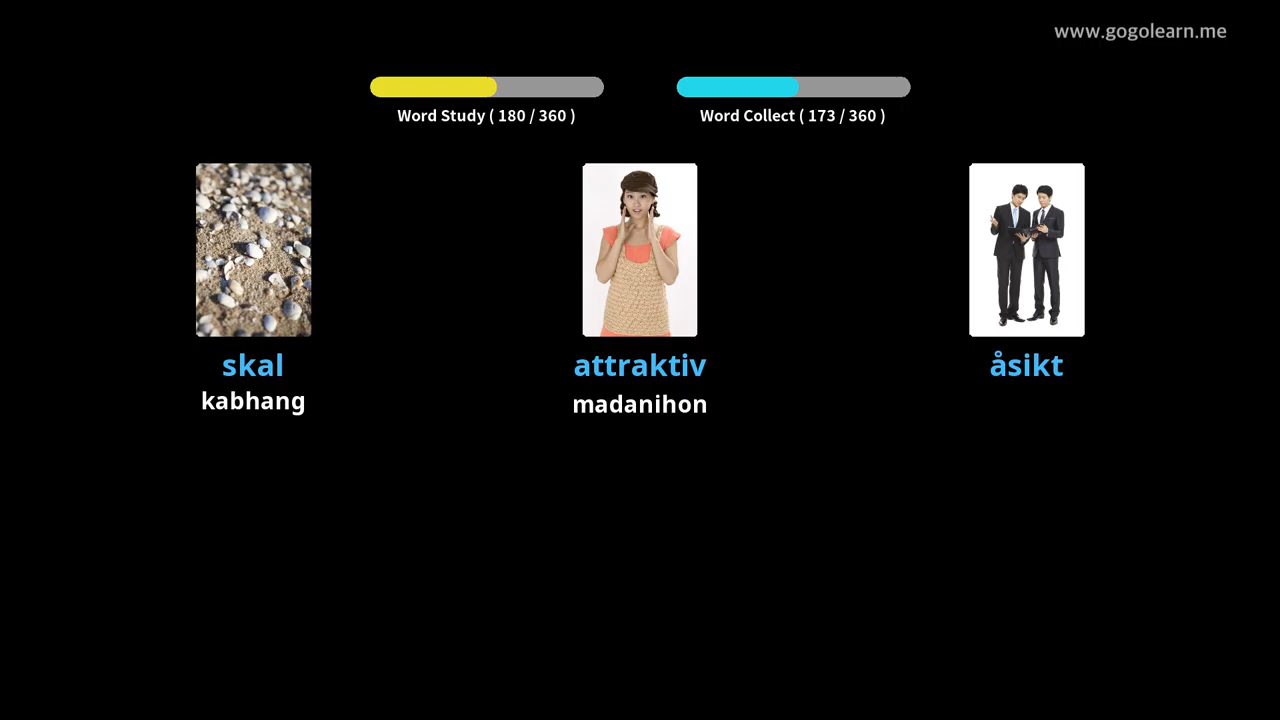 www.gogolearn.me
Word Study ( 180 / 360 )
Word Collect ( 173 / 360 )
skal
kabhang
attraktiv
madanihon
åsikt